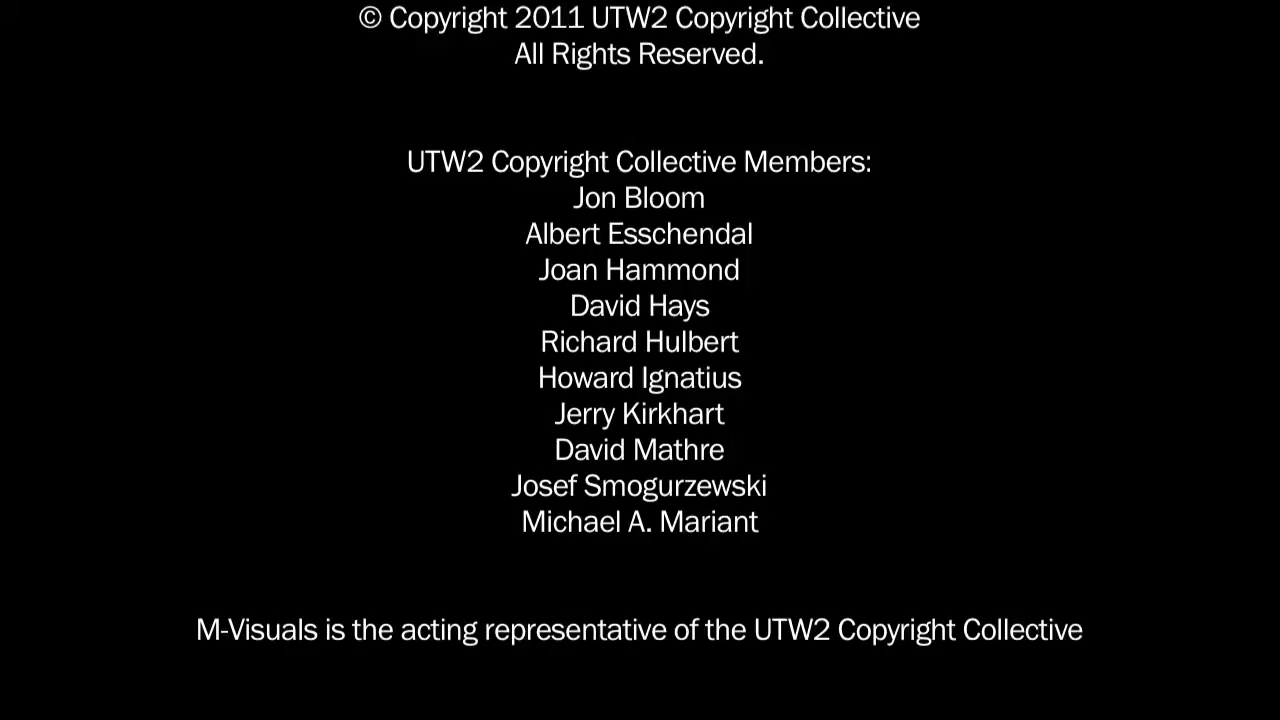 © Copyright 2011 UTW2 Copyright Collective
All Rights Reserved.
UTW2 Copyright Collective Members:
Jon Bloom
Albert Esschendal
Joan Hammond
David Hays
Richard Hulbert
Howard Ignatius
Jerry Kirkhart
David Mathre
Josef Smogurzewski
Michael A. Mariant
M-Visuals is the acting representative of the UTW2 Copyright Collective